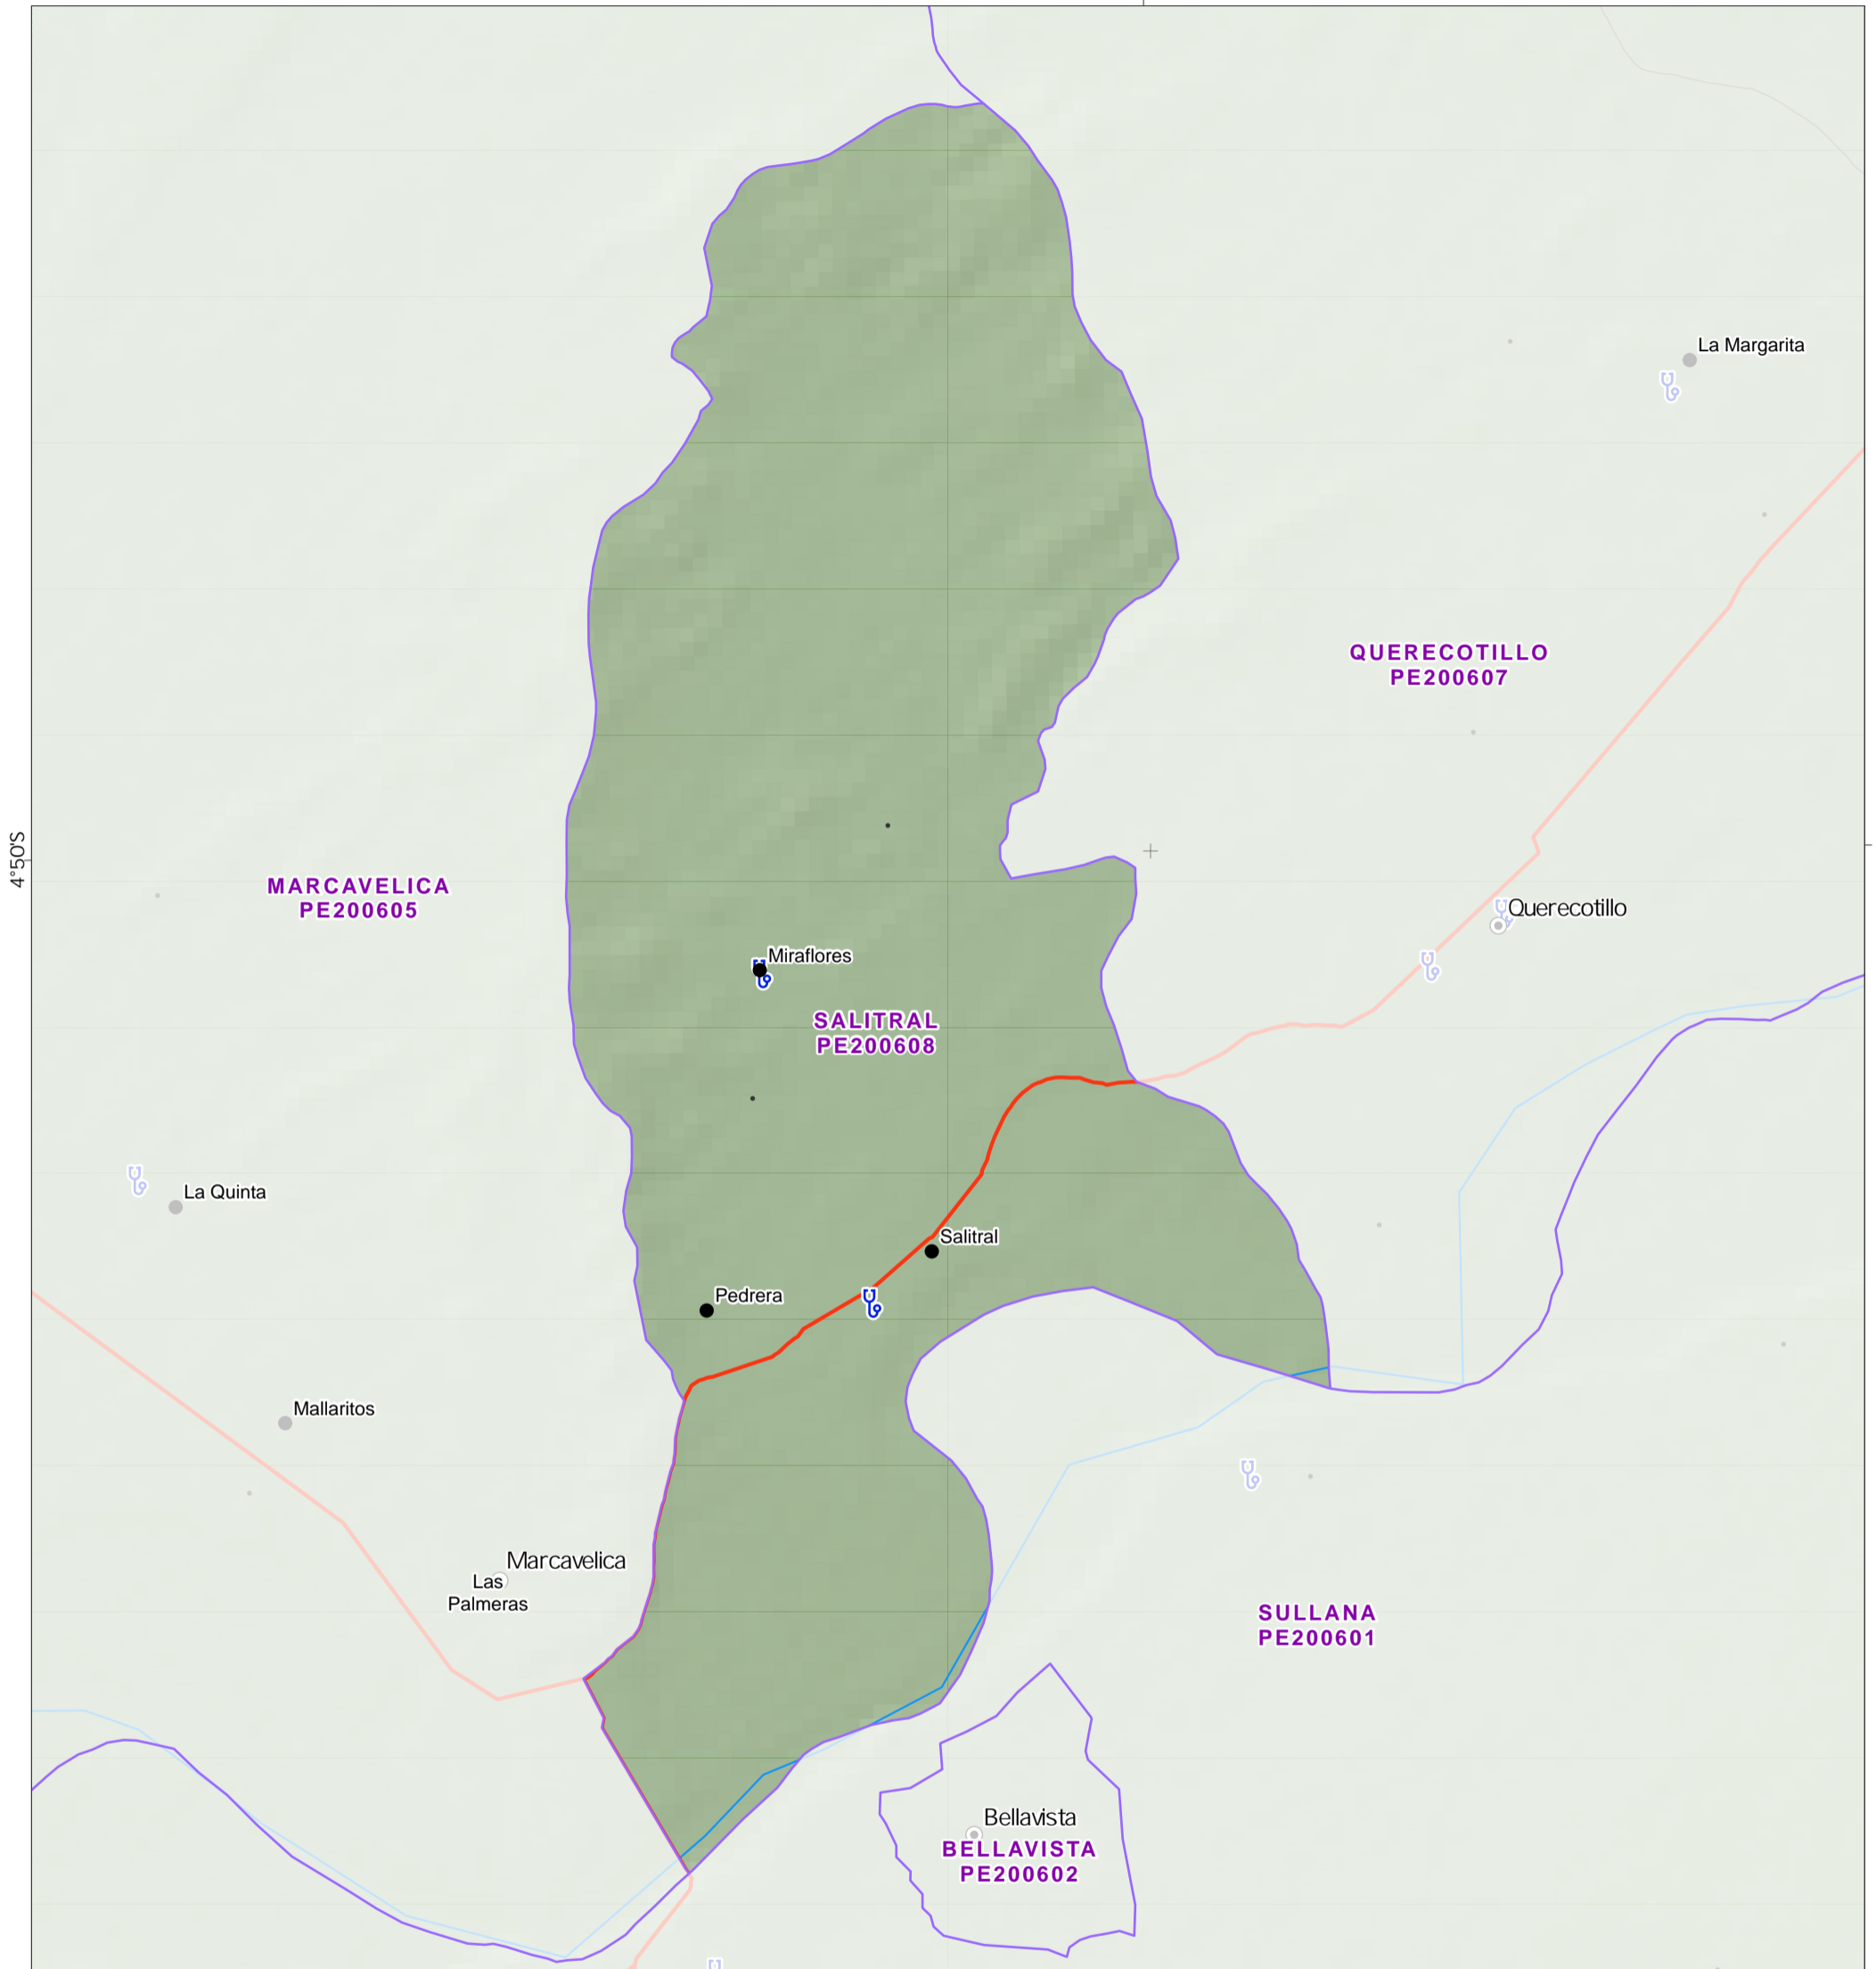 La Margarita
QUERECOTILLO
PE200607
4°50'S
MARCAVELICA
PE200605
Querecotillo
Miraflores
SALITRAL
PE200608
La Quinta
Salitral
Pedrera
Mallaritos
Marcavelica
Las
Palmeras
SULLANA
PE200601
Bellavista
BELLAVISTA
PE200602